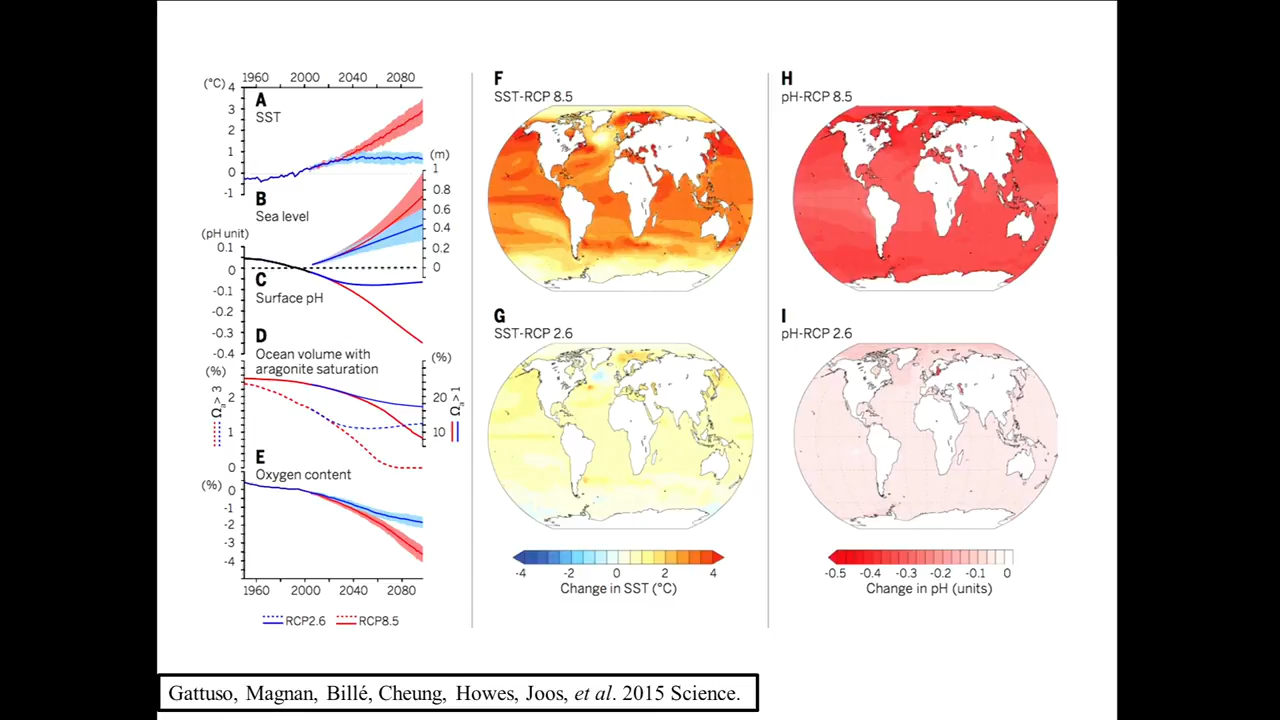 1960 2000 2040 2080
(°C) 4
3
2
1
0
-1
A
SST
(m)
1
0.8
0.6
0.4
0.2
0
B
Sea level
(pH unit)
0.1
0
-0.1
-0.2
-0.3
-0.4
C
Surface pH
D
Ocean volume with
aragonite saturation
(%)
2
1
0
Ωa> 3
(%)
20
10
Ωa>1
E
Oxygen content
(%)
0
-1
-2
-3
-4
1960 2000 2040 2080
RCP2.6 RCP8.5
F
SST-RCP 8.5
G
SST-RCP 2.6
-4 -2 0 2 4
Change in SST (°C)
H
pH-RCP 8.5
I
pH-RCP 2.6
-0.5 -0.4 -0.3 -0.2 -0.1 0
Change in pH (units)
Gattuso, Magnan, Billé, Cheung, Howes, Joos, et al. 2015 Science.